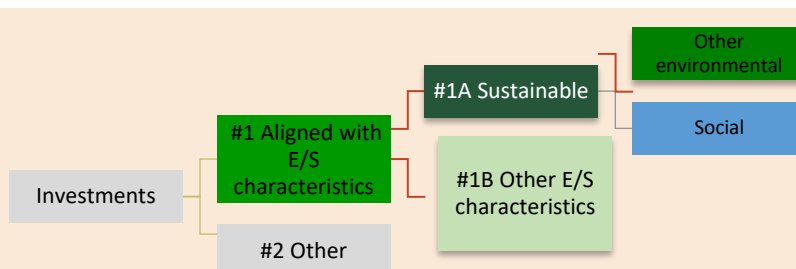 Other
environmental
#1A Sustainable
Social
#1 Aligned with
E/S
characteristics
#1B Other E/S
characteristics
Investments
#2 Other